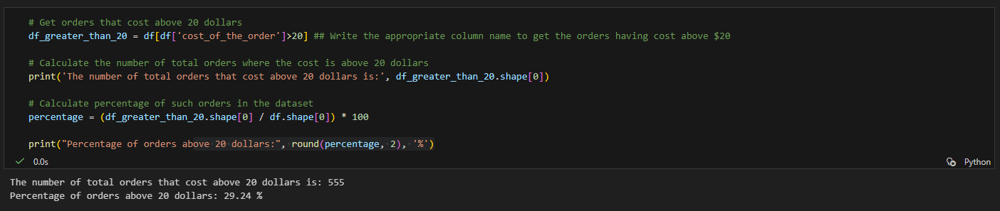 # Get orders that cost above 20 dollars
df_greater_than_20 = df[df['cost_of_the_order']>20] ## Write the appropriate column name to get the orders having cost above $20
# Calculate the number of total orders where the cost is above 20 dollars
print('The number of total orders that cost above 20 dollars is:', df_greater_than_20.shape[0])
# Calculate percentage of such orders in the dataset
percentage = (df_greater_than_20.shape[0] / df.shape[0]) * 100
print("Percentage of orders above 20 dollars:", round(percentage, 2), '%')
0.0s
Python
The number of total orders that cost above 20 dollars is: 555
Percentage of orders above 20 dollars: 29.24 %